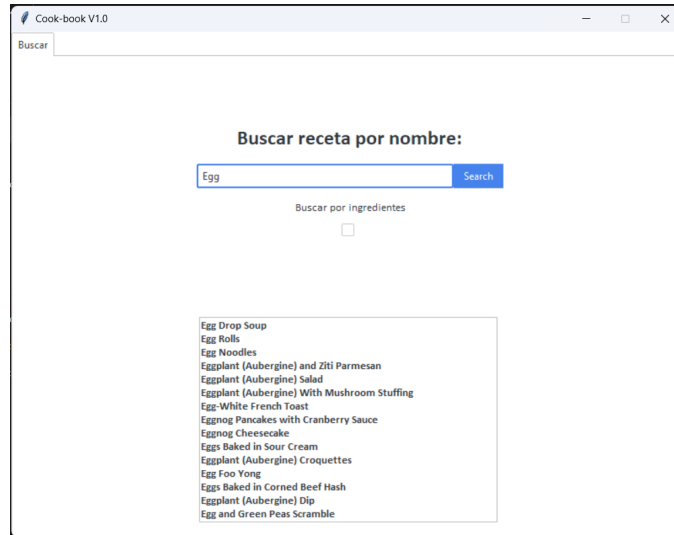 Cook-book V1.0
Buscar
Buscar receta por nombre:
Egg
Search
Buscar por ingredientes
Egg Drop Soup
Egg Rolls
Egg Noodles
Eggplant (Aubergine) and Ziti Parmesan
Eggplant (Aubergine) Salad
Eggplant (Aubergine) With Mushroom Stuffing
Egg-White French Toast
Eggnog Pancakes with Cranberry Sauce
Eggnog Cheesecake
Eggs Baked in Sour Cream
Eggplant (Aubergine) Croquettes
Egg Foo Yong
Eggs Baked in Corned Beef Hash
Eggplant (Aubergine) Dip
Egg and Green Peas Scramble